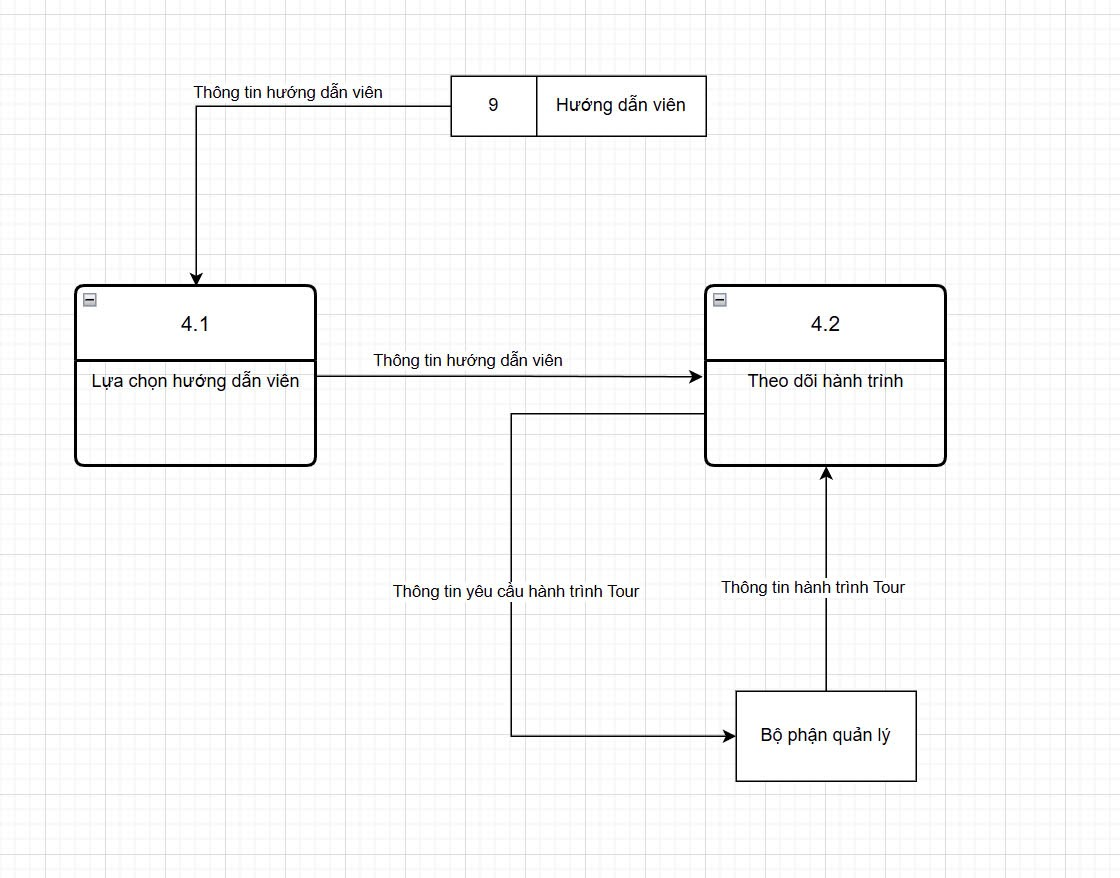 Thông tin hướng dẫn viên
9
Hướng dẫn viên
4.1
Lựa chọn hướng dẫn viên
Thông tin hướng dẫn viên
4.2
Theo dõi hành trình
Thông tin yêu cầu hành trình Tour
Thông tin hành trình Tour
Bộ phận quản lý